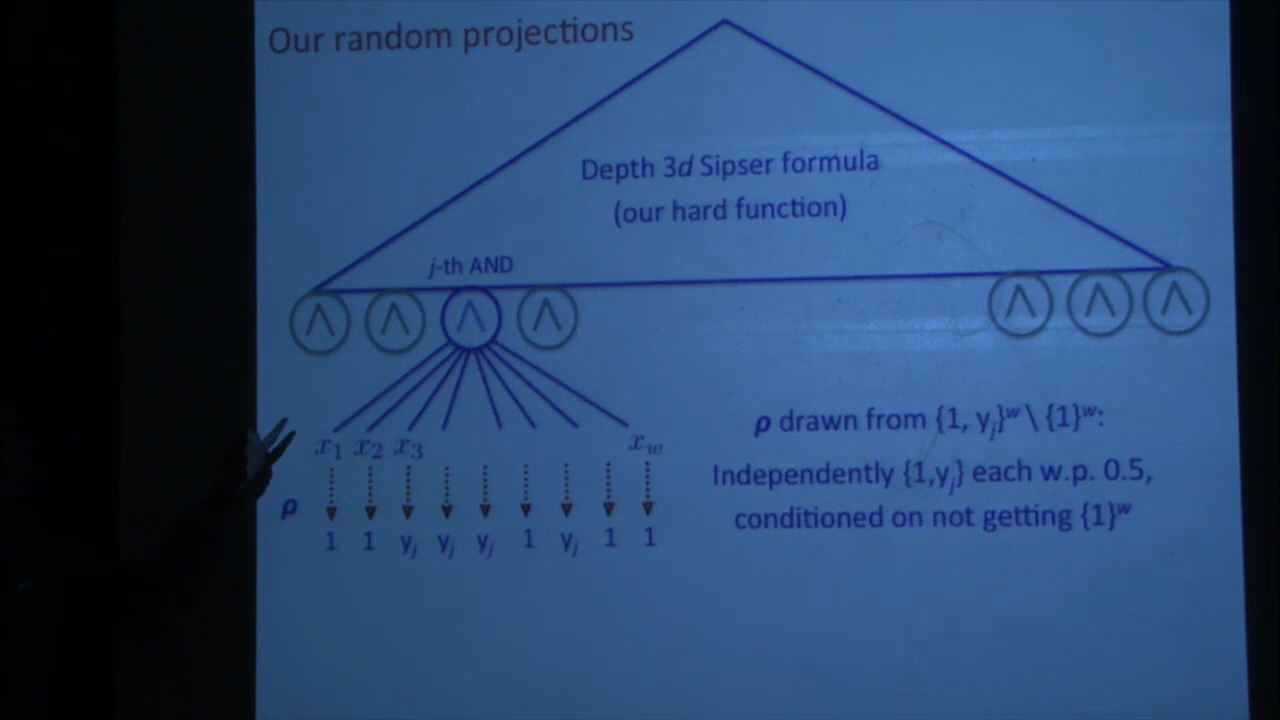 Our random projections
Depth 3d Sipser formula
(our hard function)
j-th AND
∧ ∧ ∧ ∧ ∧ ∧ ∧
x₁ x₂ x₃ x_w
ρ drawn from {1, yⱼ}ʷ \ {1}ʷ:
Independently {1,yⱼ} each w.p. 0.5,
conditioned on not getting {1}ʷ
ρ
1 1 yⱼ yⱼ yⱼ 1 yⱼ 1 1